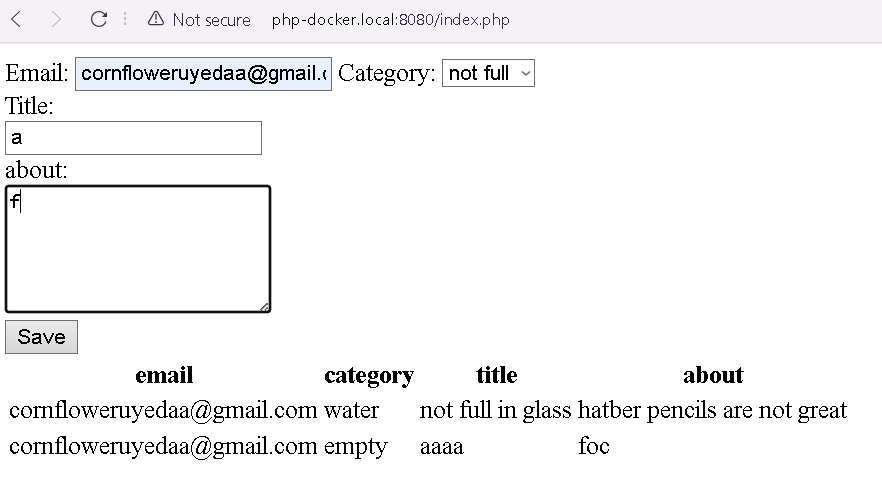 Not secure php-docker.local:8080/index.php
Email: cornfloweruyedaa@gmail.c Category: not full
Title:
a
about:
f
Save
email category title about
cornfloweruyedaa@gmail.com water not full in glass hatber pencils are not great
cornfloweruyedaa@gmail.com empty aaaa foc